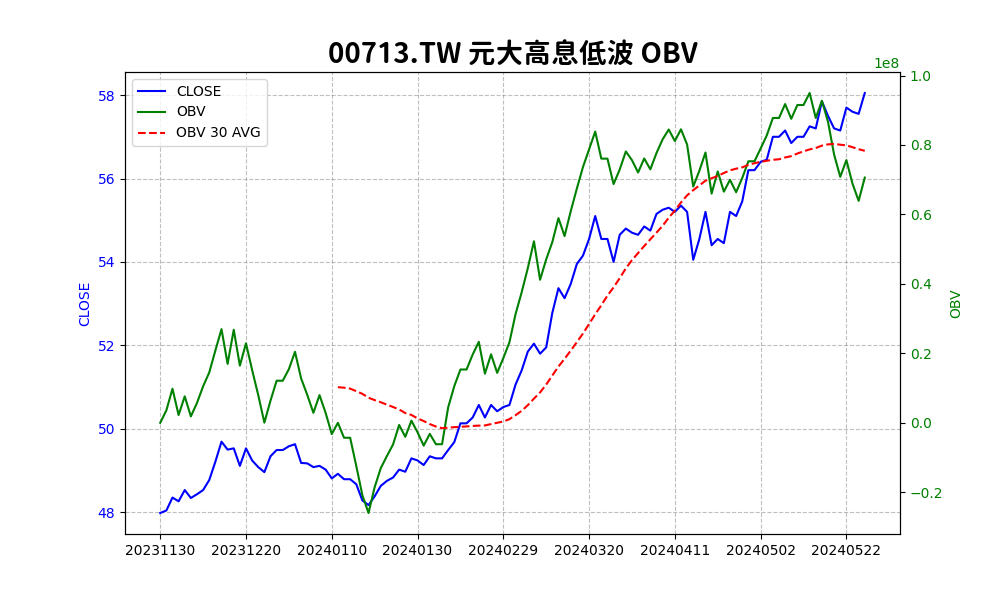 00713.TW 元大高息低波 OBV
1e8
CLOSE
OBV
OBV 30 AVG
58
56
54
52
50
48
CLOSE
1.0
0.8
0.6
0.4
0.2
0.0
−0.2
OBV
20231130 20231220 20240110 20240130 20240229 20240320 20240411 20240502 20240522